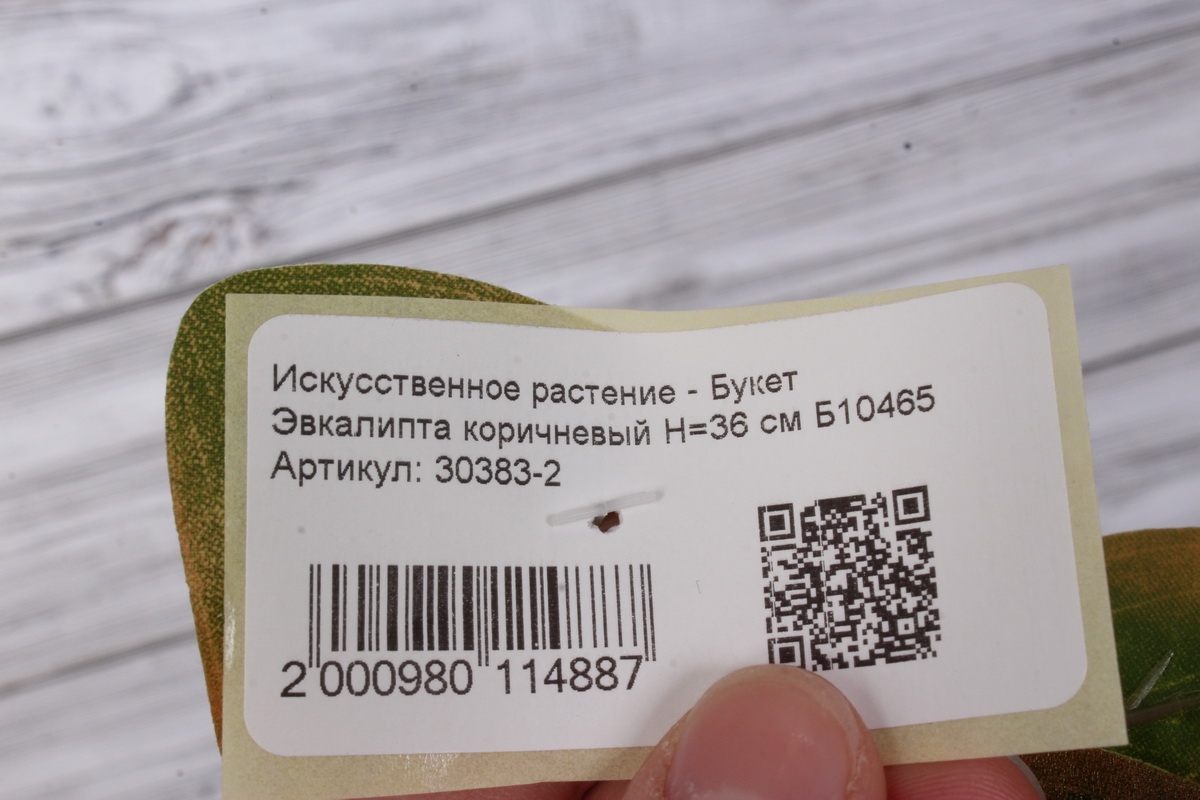 Искусственное растение - Букет
Эвкалипта коричневый H=36 см Б10465
Артикул: 30383-2
2 000980 114887